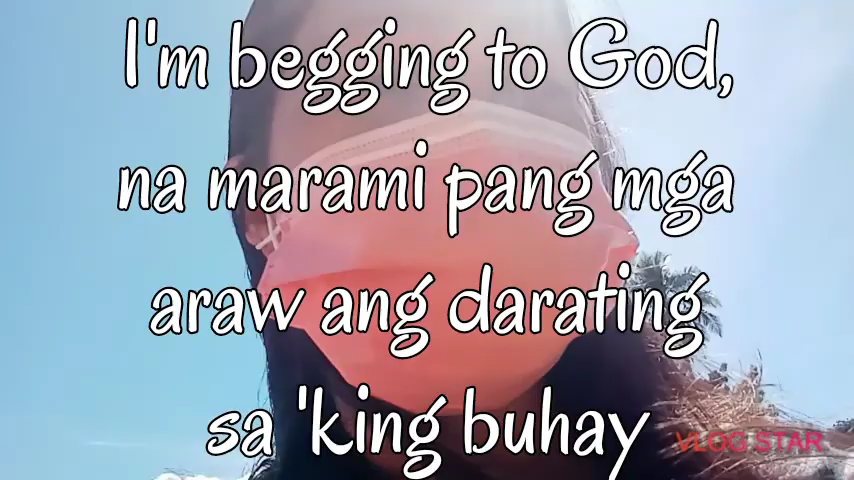 I'm begging to God,
na marami pang mga
araw ang darating
sa 'king buhay
VLOG STAR